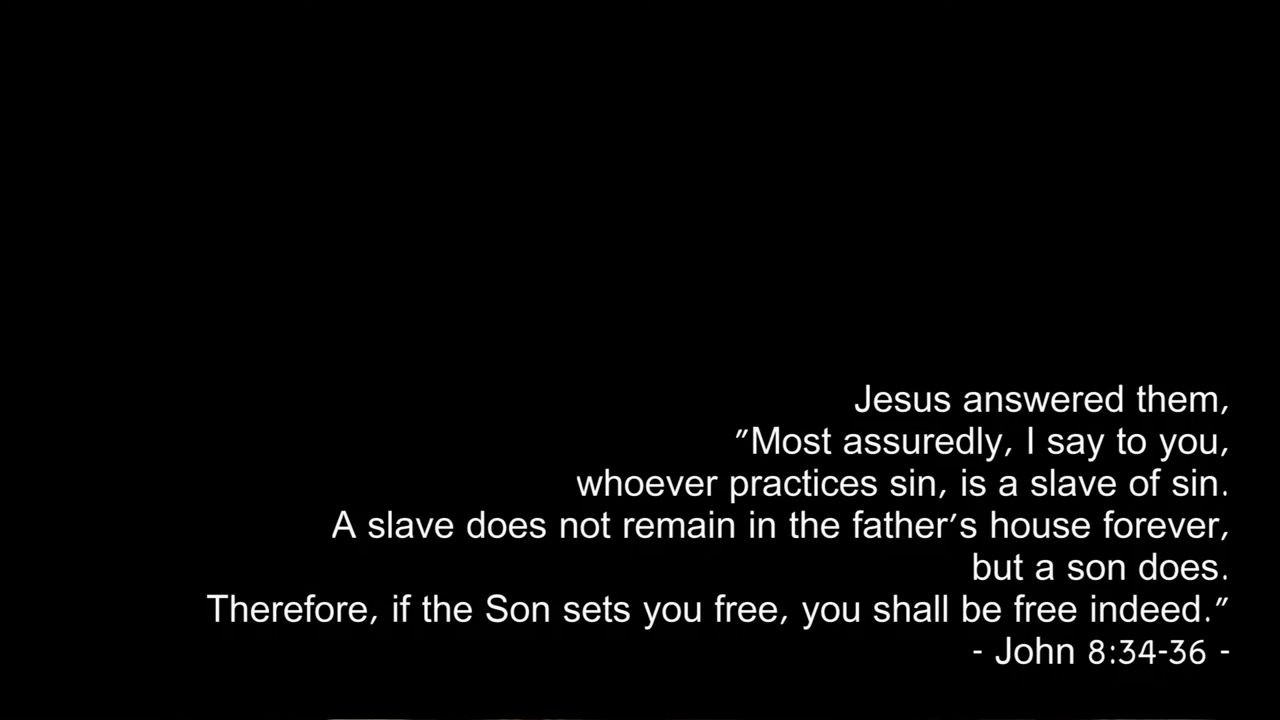 Jesus answered them,
"Most assuredly, I say to you,
whoever practices sin, is a slave of sin.
A slave does not remain in the father's house forever,
but a son does.
Therefore, if the Son sets you free, you shall be free indeed."
- John 8:34-36 -